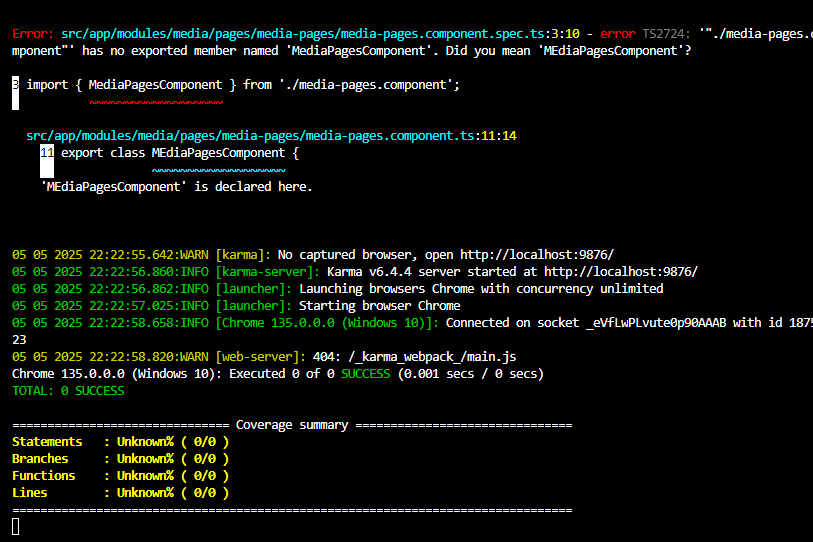 Error: src/app/modules/media/pages/media-pages/media-pages.component.spec.ts:3:10 - error TS2724: '"./media-pages.c
mponent"' has no exported member named 'MediaPagesComponent'. Did you mean 'MEdiaPagesComponent'?
3 import { MediaPagesComponent } from './media-pages.component';
src/app/modules/media/pages/media-pages/media-pages.component.ts:11:14
11 export class MEdiaPagesComponent {
'MEdiaPagesComponent' is declared here.
05 05 2025 22:22:55.642:WARN [karma]: No captured browser, open http://localhost:9876/
05 05 2025 22:22:56.860:INFO [karma-server]: Karma v6.4.4 server started at http://localhost:9876/
05 05 2025 22:22:56.862:INFO [launcher]: Launching browsers Chrome with concurrency unlimited
05 05 2025 22:22:57.025:INFO [launcher]: Starting browser Chrome
05 05 2025 22:22:58.658:INFO [Chrome 135.0.0.0 (Windows 10)]: Connected on socket _eVfLwPLvute0p90AAAB with id 1875
23
05 05 2025 22:22:58.820:WARN [web-server]: 404: /_karma_webpack_/main.js
Chrome 135.0.0.0 (Windows 10): Executed 0 of 0 SUCCESS (0.001 secs / 0 secs)
TOTAL: 0 SUCCESS
=============================== Coverage summary ===============================
Statements   : Unknown% ( 0/0 )
Branches     : Unknown% ( 0/0 )
Functions    : Unknown% ( 0/0 )
Lines        : Unknown% ( 0/0 )
================================================================================